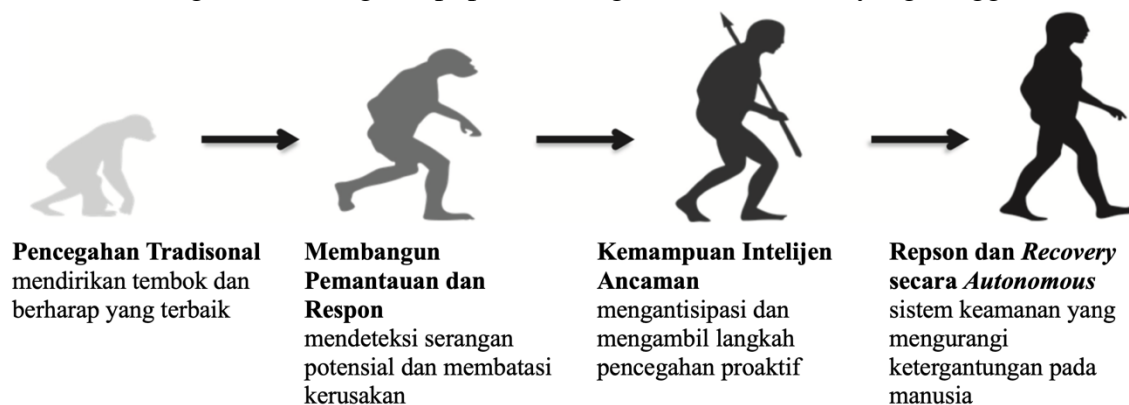 Pencegahan Tradisonal
mendirikan tembok dan
berharap yang terbaik
Membangun
Pemantauan dan
Respon
mendeteksi serangan
potensial dan membatasi
kerusakan
Kemampuan Intelijen
Ancaman
mengantisipasi dan
mengambil langkah
pencegahan proaktif
Repson dan Recovery
secara Autonomous
sistem keamanan yang
mengurangi
ketergantungan pada
manusia